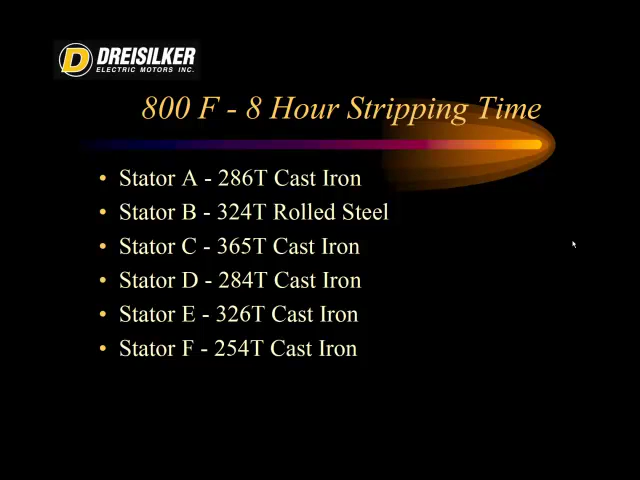 D DREISILKER
ELECTRIC MOTORS INC.
800 F - 8 Hour Stripping Time
• Stator A - 286T Cast Iron
• Stator B - 324T Rolled Steel
• Stator C - 365T Cast Iron
• Stator D - 284T Cast Iron
• Stator E - 326T Cast Iron
• Stator F - 254T Cast Iron